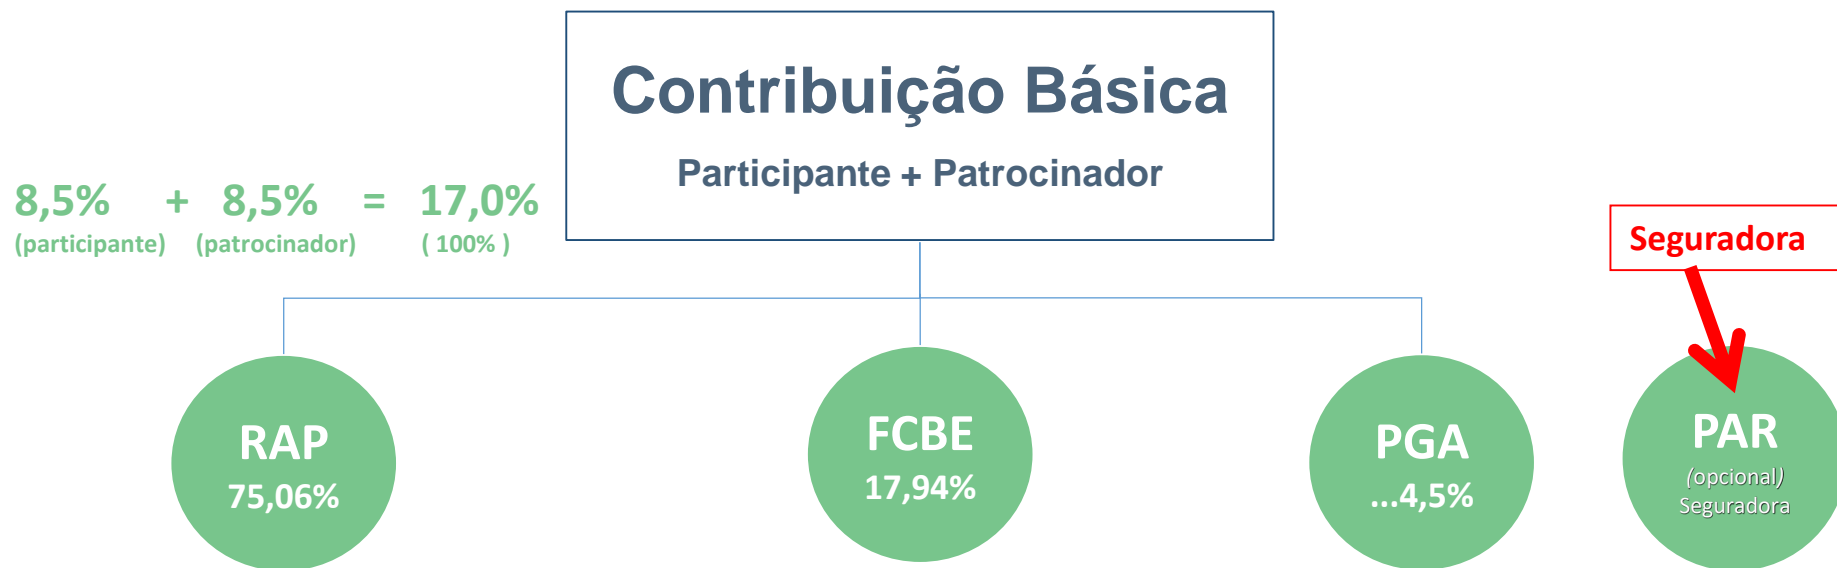 Contribuição Básica
Participante + Patrocinador
8,5% + 8,5% = 17,0%
(participante) (patrocinador) ( 100% )
Seguradora
RAP
75,06%
FCBE
17,94%
PGA
...4,5%
PAR
(opcional)
Seguradora